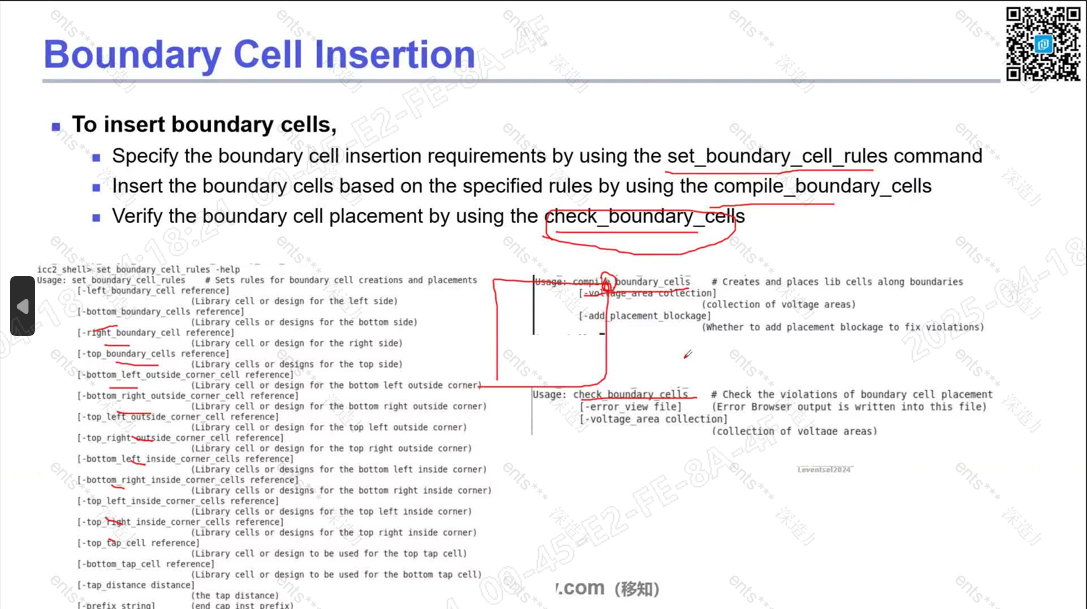 Boundary Cell Insertion
To insert boundary cells,
Specify the boundary cell insertion requirements by using the set_boundary_cell_rules command
Insert the boundary cells based on the specified rules by using the compile_boundary_cells
Verify the boundary cell placement by using the check_boundary_cells
icc2_shell> set_boundary_cell_rules -help
Usage: set_boundary_cell_rules # Sets rules for boundary cell creations and placements
[-left_boundary_cell reference]
(Library cell or design for the left side)
[-bottom_boundary_cells reference]
(Library cells or designs for the bottom side)
[-right_boundary_cell reference]
(Library cell or design for the right side)
[-top_boundary_cells reference]
(Library cells or designs for the top side)
[-bottom_left_outside_corner_cell reference]
(Library cell or design for the bottom left outside corner)
[-bottom_right_outside_corner_cell reference]
(Library cell or design for the bottom right outside corner)
[-top_left_outside_corner_cell reference]
(Library cell or design for the top left outside corner)
[-top_right_outside_corner_cell reference]
(Library cell or design for the top right outside corner)
[-bottom_left_inside_corner_cells reference]
(Library cells or designs for the bottom left inside corner)
[-bottom_right_inside_corner_cells reference]
(Library cells or designs for the bottom right inside corner)
[-top_left_inside_corner_cells reference]
(Library cells or designs for the top left inside corner)
[-top_right_inside_corner_cells reference]
(Library cells or designs for the top right inside corner)
[-top_tap_cell reference]
(Library cell or design to be used for the top tap cell)
[-bottom_tap_cell reference]
(Library cell or design to be used for the bottom tap cell)
[-tap_distance distance]
(the tap distance)
[-prefix string] (end cap inst prefix)
Usage: compile_boundary_cells # Creates and places lib cells along boundaries
[-voltage_area collection]
(collection of voltage areas)
[-add_placement_blockage]
(Whether to add placement blockage to fix violations)
Usage: check_boundary_cells # Check the violations of boundary cell placement
[-error_view file] (Error Browser output is written into this file)
[-voltage_area collection]
(collection of voltage areas)
.com (移知)